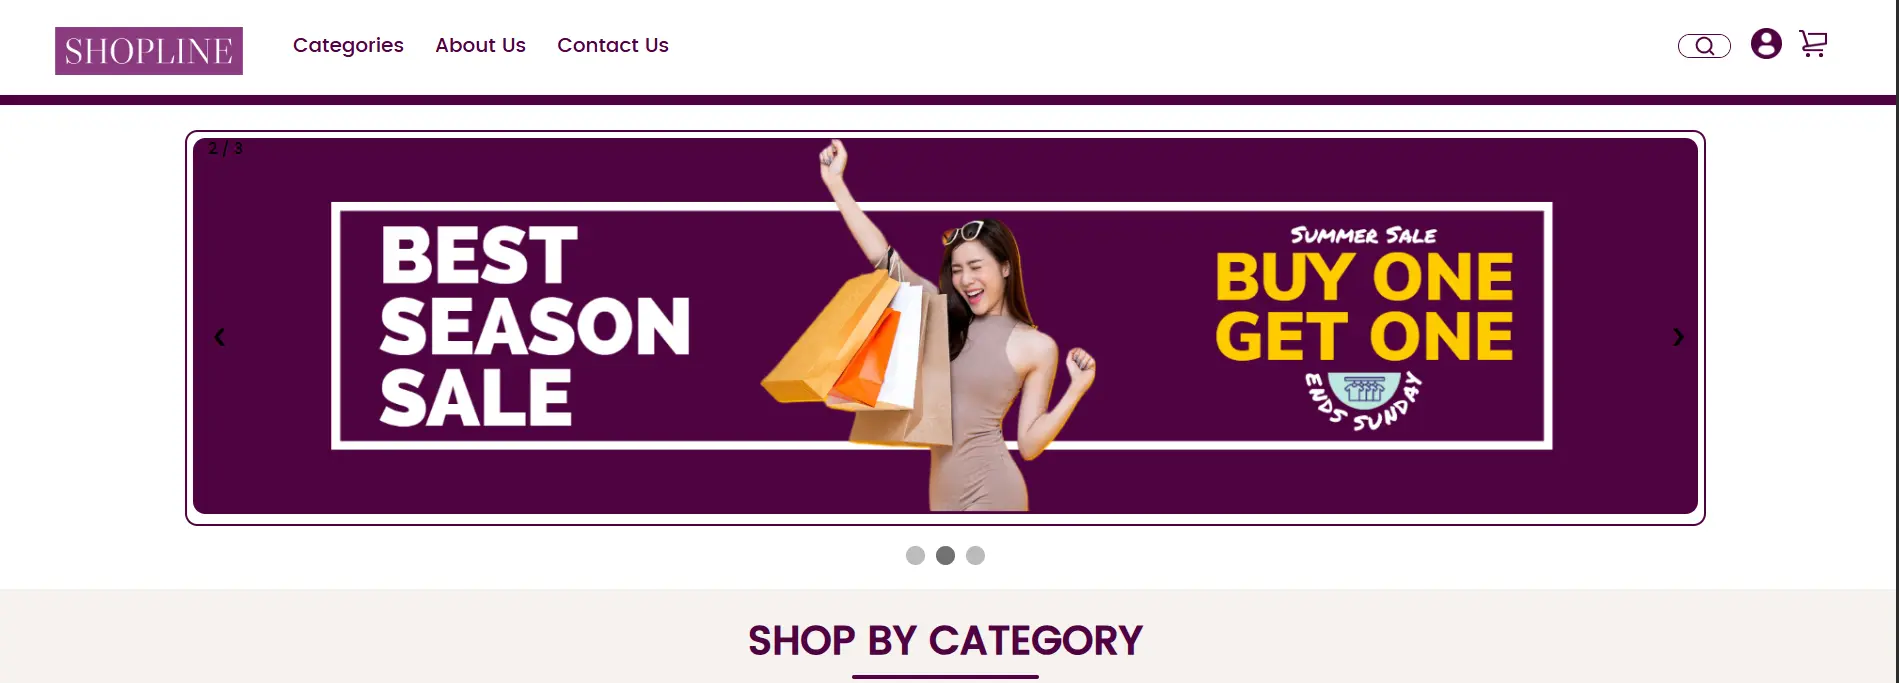 SHOPLINE
Categories
About Us
Contact Us
2 / 3
BEST
SEASON
SALE
SUMMER SALE
BUY ONE
GET ONE
ENDS SUNDAY
SHOP BY CATEGORY